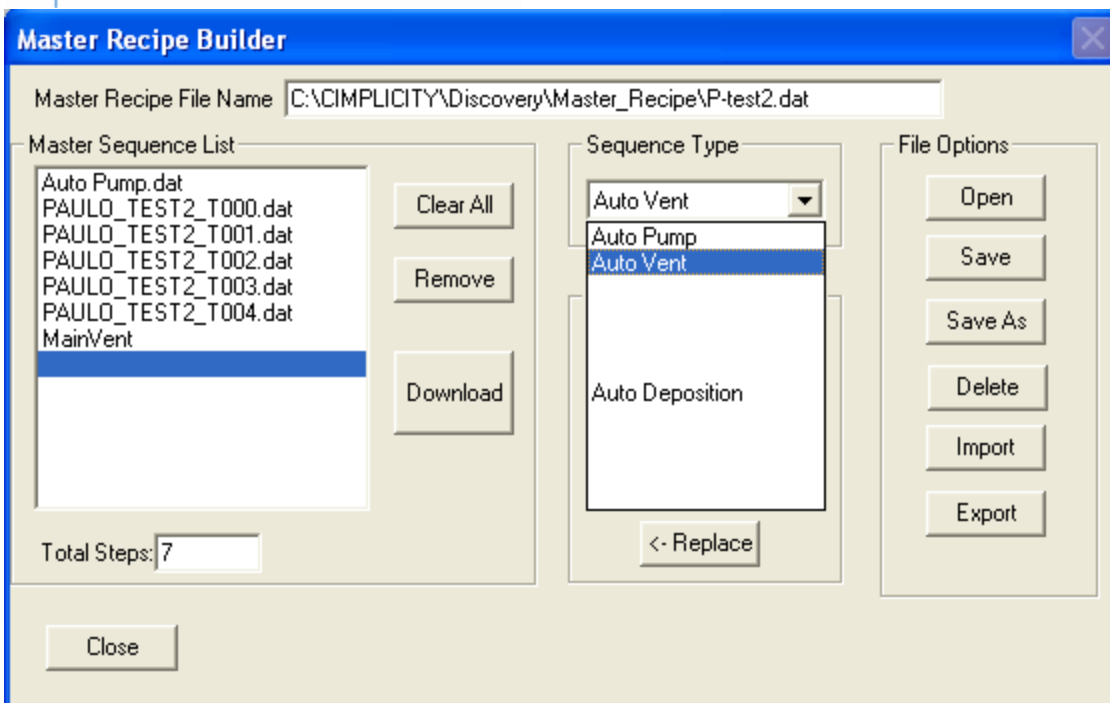 Master Recipe Builder
Master Recipe File Name C:\CIMPLICITY\Discovery\Master_Recipe\P-test2.dat
Master Sequence List
Auto Pump.dat
PAULO_TEST2_T000.dat
PAULO_TEST2_T001.dat
PAULO_TEST2_T002.dat
PAULO_TEST2_T003.dat
PAULO_TEST2_T004.dat
MainVent
Clear All
Remove
Download
Total Steps: 7
Sequence Type
Auto Vent
Auto Pump
Auto Vent
Auto Deposition
<- Replace
File Options
Open
Save
Save As
Delete
Import
Export
Close